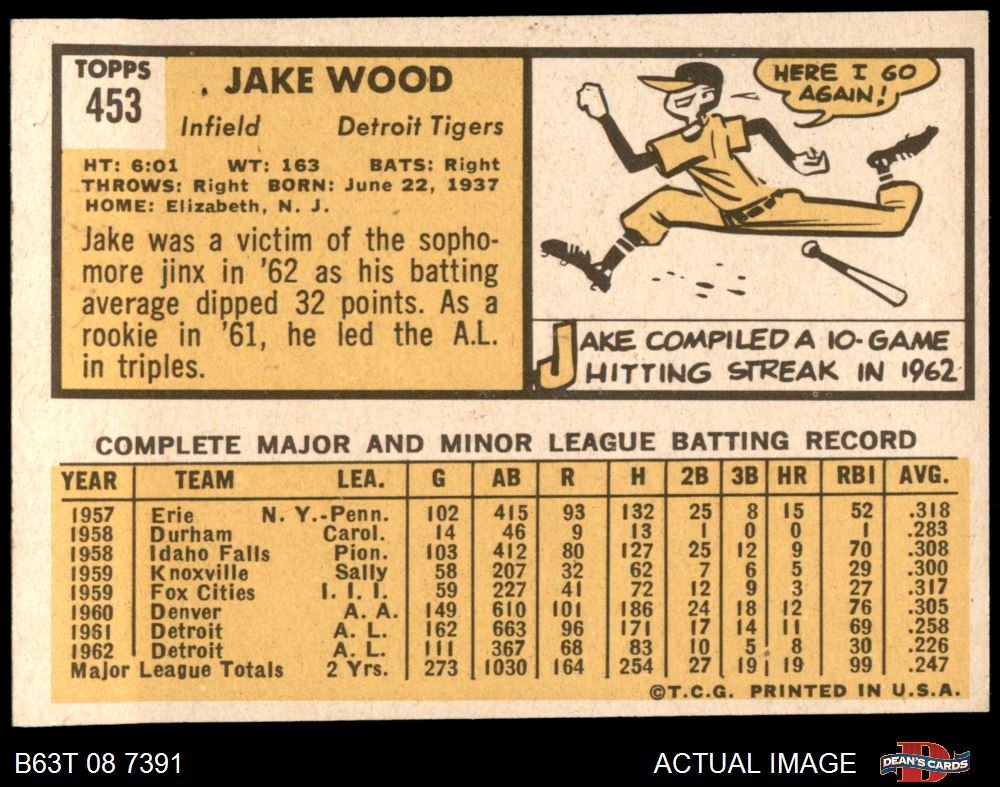 TOPPS
453
JAKE WOOD
Infield Detroit Tigers
HT: 6:01 WT: 163 BATS: Right
THROWS: Right BORN: June 22, 1937
HOME: Elizabeth, N. J.
Jake was a victim of the sopho-
more jinx in '62 as his batting
average dipped 32 points. As a
rookie in '61, he led the A.L.
in triples.
HERE I GO
AGAIN!
JAKE COMPILED A 10-GAME
HITTING STREAK IN 1962
COMPLETE MAJOR AND MINOR LEAGUE BATTING RECORD
YEAR TEAM LEA. G AB R H 2B 3B HR RBI AVG.
1957 Erie N. Y.-Penn. 102 415 93 132 25 8 15 52 .318
1958 Durham Carol. 14 46 9 13 1 0 0 1 .283
1958 Idaho Falls Pion. 103 412 80 127 25 12 9 70 .308
1959 Knoxville Sally 58 207 32 62 7 6 5 29 .300
1959 Fox Cities I. I. I. 59 227 41 72 12 9 3 27 .317
1960 Denver A. A. 149 610 101 186 24 18 12 76 .305
1961 Detroit A. L. 162 663 96 171 17 14 11 69 .258
1962 Detroit A. L. 111 367 68 83 10 5 8 30 .226
Major League Totals 2 Yrs. 273 1030 164 254 27 19 19 99 .247
©T.C.G. PRINTED IN U.S.A.
B63T 08 7391 ACTUAL IMAGE
D DEAN'S CARDS